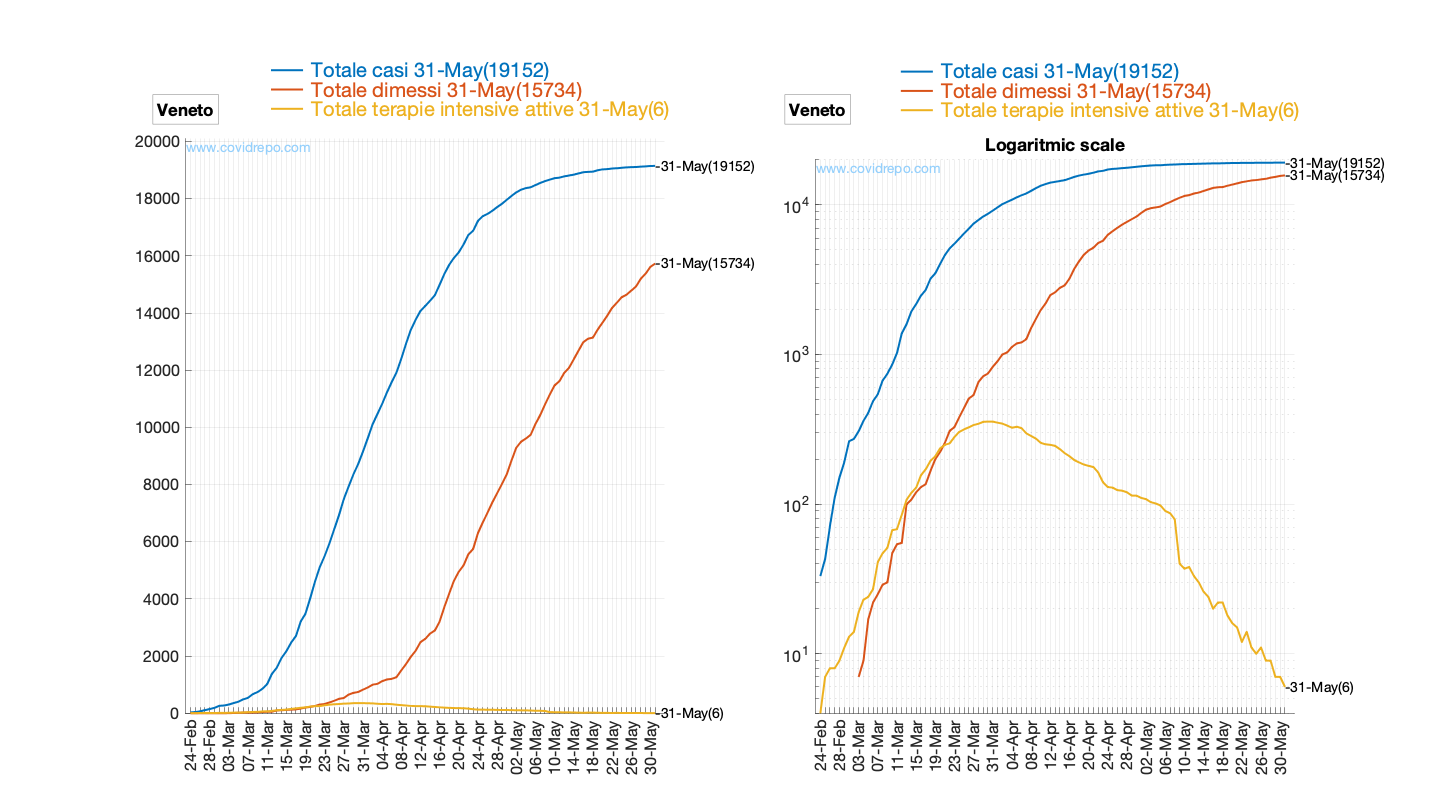 Totale casi 31-May(19152)
Totale dimessi 31-May(15734)
Totale terapie intensive attive 31-May(6)
Veneto
www.covidrepo.com
20000
18000
16000
14000
12000
10000
8000
6000
4000
2000
0
31-May(19152)
31-May(15734)
31-May(6)
24-Feb
28-Feb
03-Mar
07-Mar
11-Mar
15-Mar
19-Mar
23-Mar
27-Mar
31-Mar
04-Apr
08-Apr
12-Apr
16-Apr
20-Apr
24-Apr
28-Apr
02-May
06-May
10-May
14-May
18-May
22-May
26-May
30-May
Totale casi 31-May(19152)
Totale dimessi 31-May(15734)
Totale terapie intensive attive 31-May(6)
Veneto
Logaritmic scale
www.covidrepo.com
10^4
10^3
10^2
10^1
31-May(19152)
31-May(15734)
31-May(6)
24-Feb
28-Feb
03-Mar
07-Mar
11-Mar
15-Mar
19-Mar
23-Mar
27-Mar
31-Mar
04-Apr
08-Apr
12-Apr
16-Apr
20-Apr
24-Apr
28-Apr
02-May
06-May
10-May
14-May
18-May
22-May
26-May
30-May